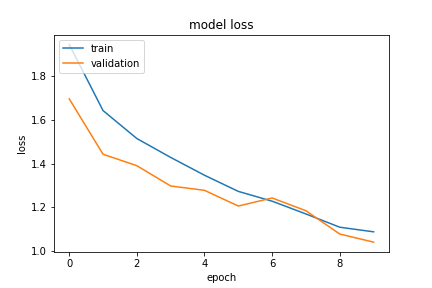 model loss
train
validation
1.8
1.6
1.4
1.2
1.0
loss
0 2 4 6 8
epoch